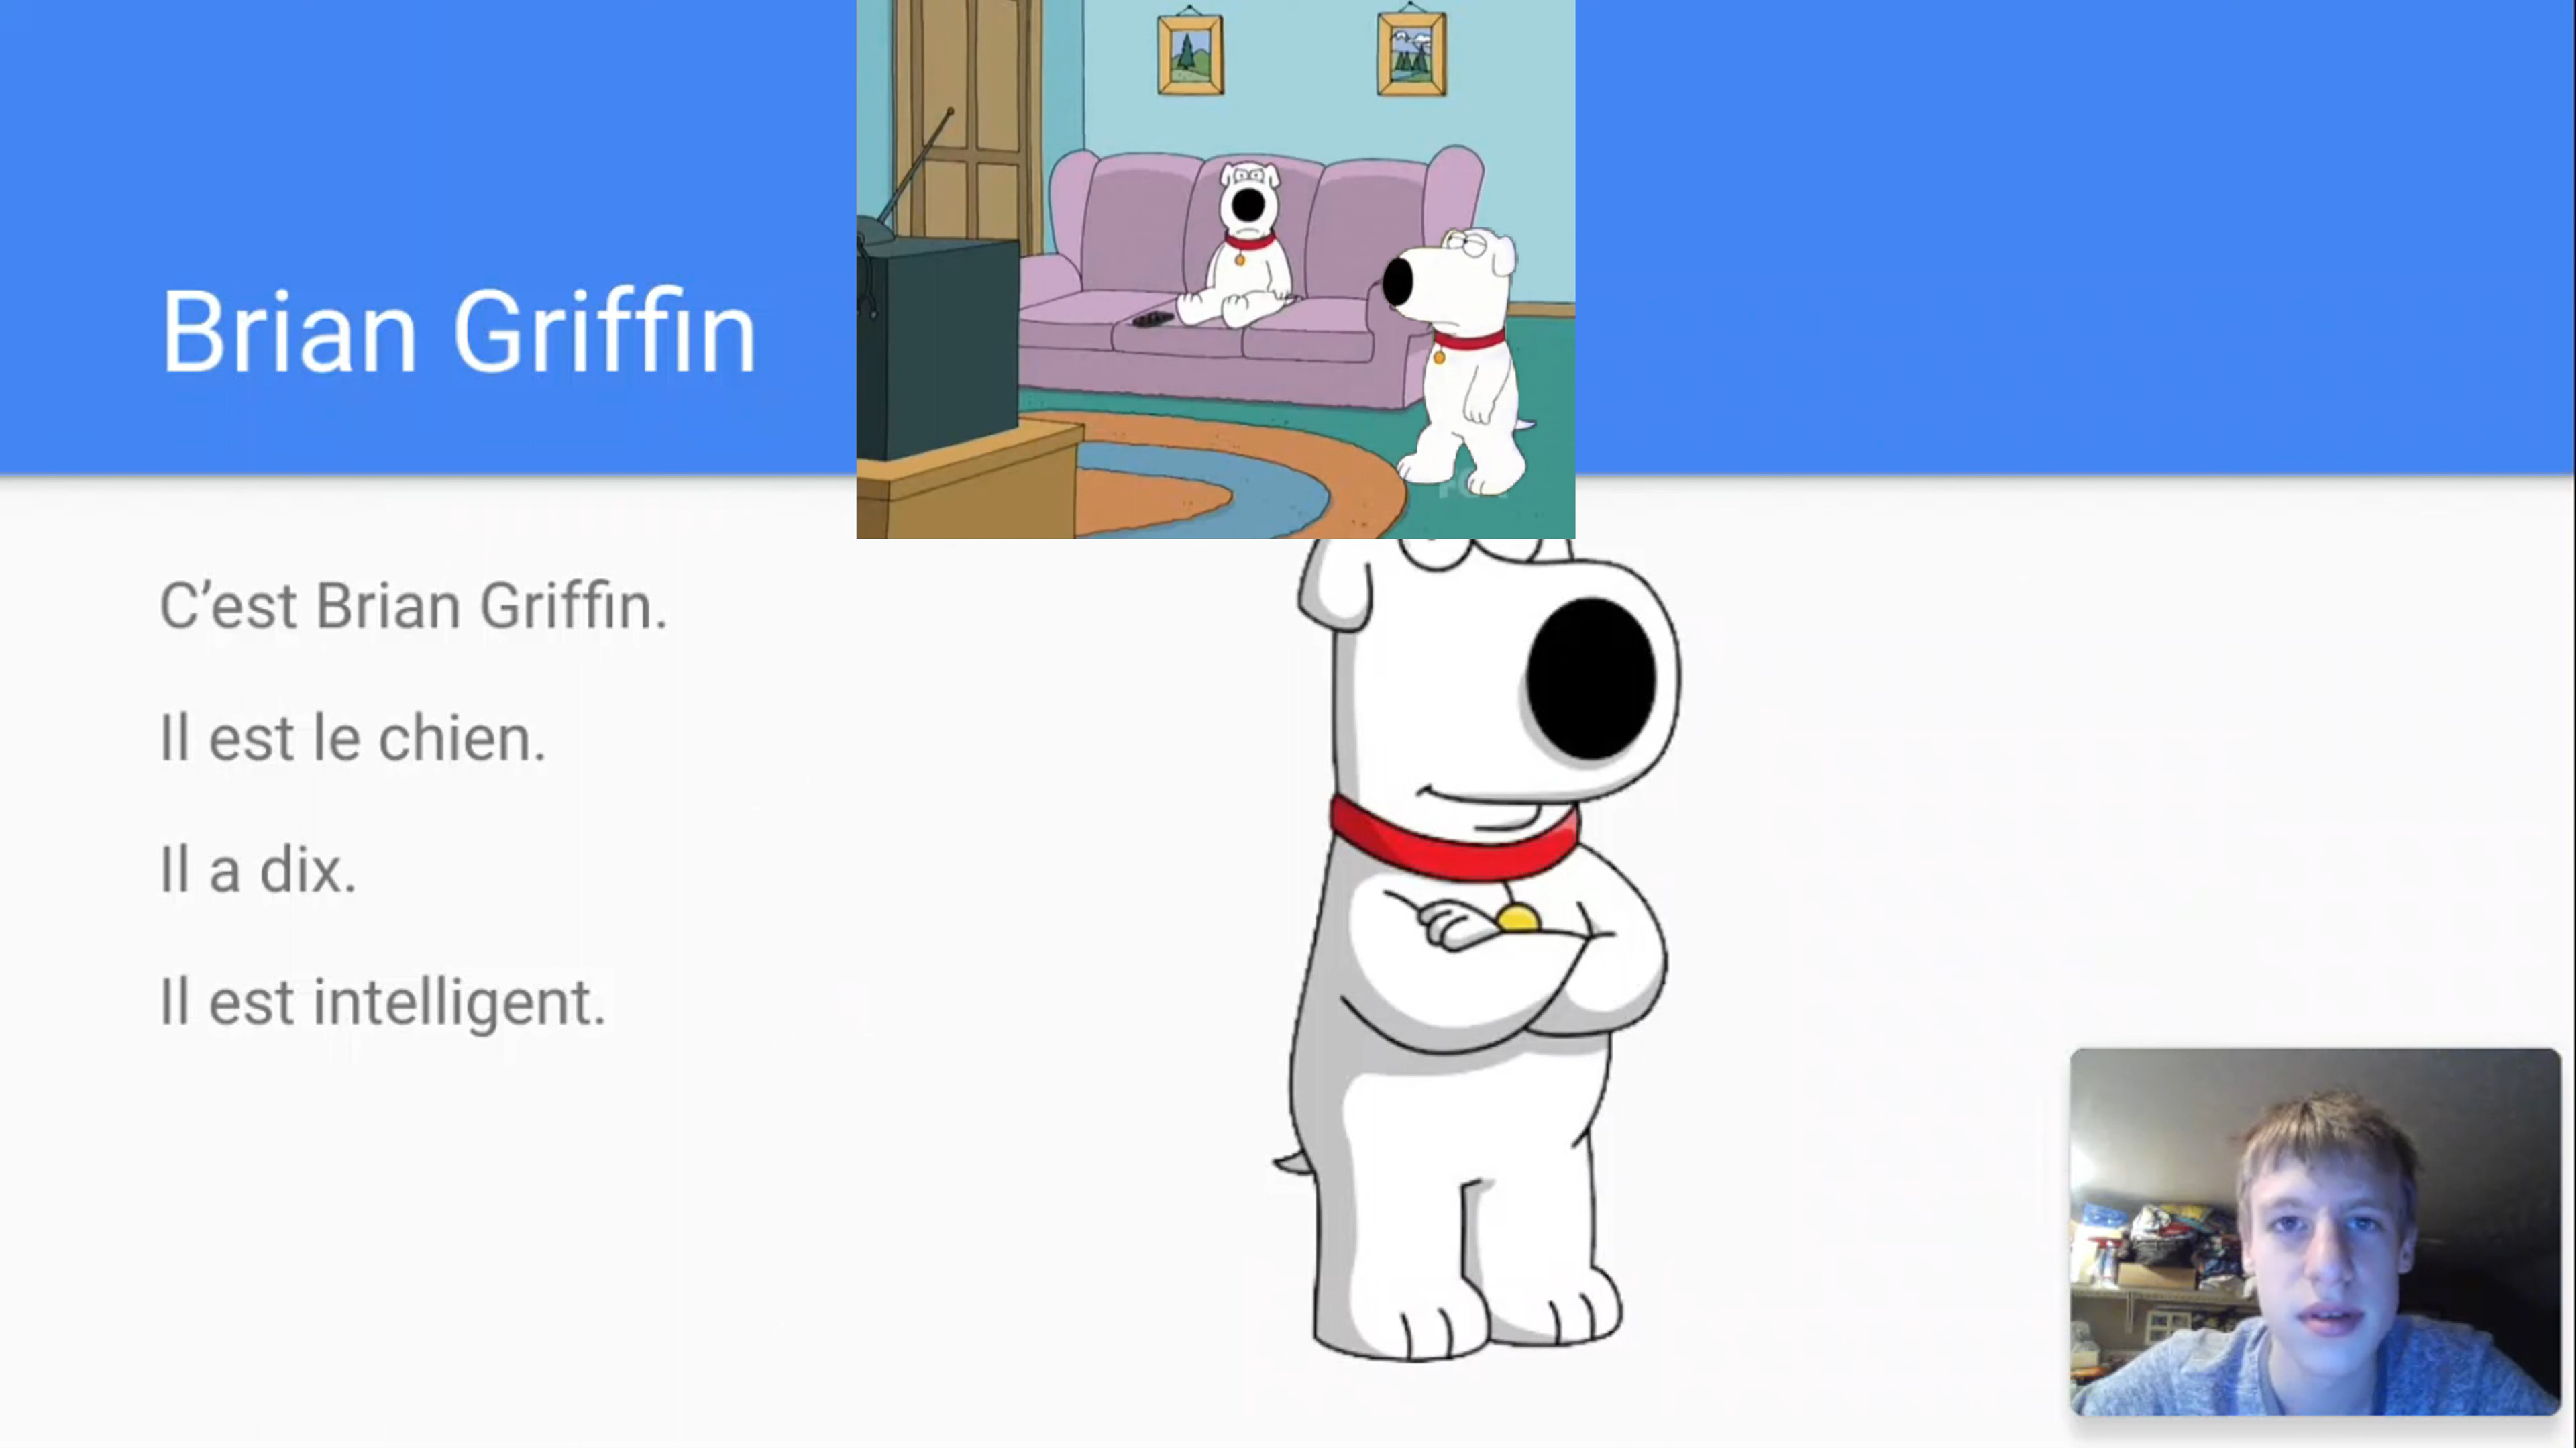 Brian Griffin
C’est Brian Griffin.
Il est le chien.
Il a dix.
Il est intelligent.